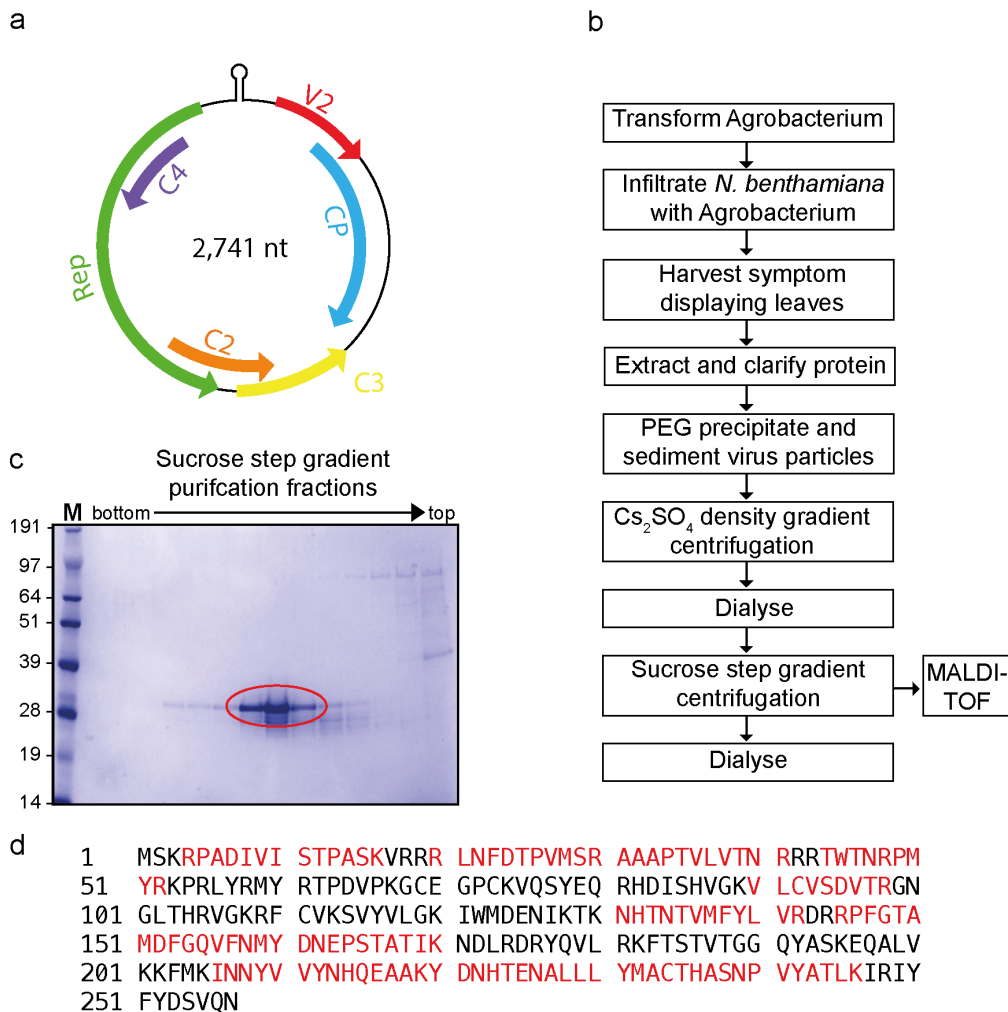 a
V2
C4
CP
2,741 nt
Rep
C2
C3
b
Transform Agrobacterium
Infiltrate N. benthamiana
with Agrobacterium
Harvest symptom
displaying leaves
Extract and clarify protein
PEG precipitate and
sediment virus particles
Cs₂SO₄ density gradient
centrifugation
Dialyse
Sucrose step gradient
centrifugation
MALDI-
TOF
Dialyse
c
Sucrose step gradient
purifcation fractions
M bottom top
191
97
64
51
39
28
19
14
d
1 MSKRPADIVI STPASKVRRR LNFDTPVMSR AAAPTVLVTN RRRTWTNRPM
51 YRKPRLYRMY RTPDVPKGCE GPCKVQSYEQ RHDISHVGKV LCVSDVTRGN
101 GLTHRVGKRF CVKSVYVLGK IWMDENIKTK NHTNTVMFYL VRDRRPFGTA
151 MDFGQVFNMY DNEPSTATIK NDLRDRYQVL RKFTSTVTGG QYASKEQALV
201 KKFMKINNYV VYNHQEAAKY DNHTENALLL YMACTHASNP VYATLKIRIY
251 FYDSVQN